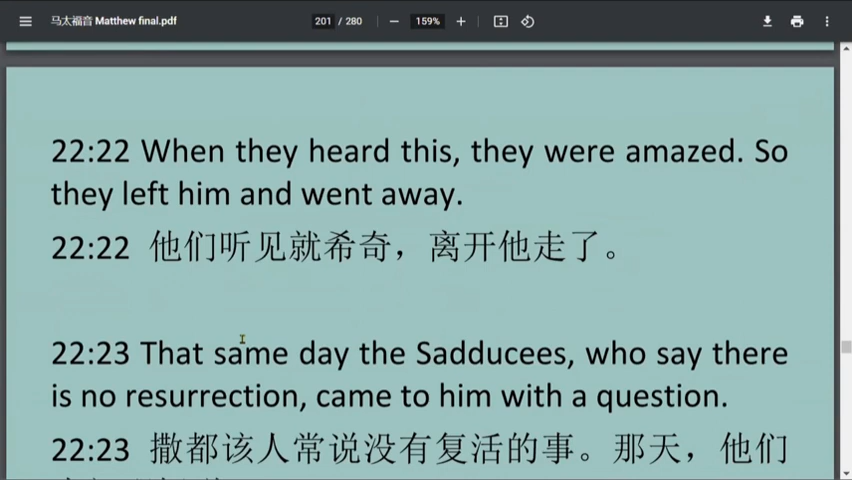 马太福音 Matthew final.pdf
201 / 280
159%
22:22 When they heard this, they were amazed. So
they left him and went away.
22:22 他们听见就希奇，离开他走了。
22:23 That same day the Sadducees, who say there
is no resurrection, came to him with a question.
22:23 撒都该人常说没有复活的事。那天，他们